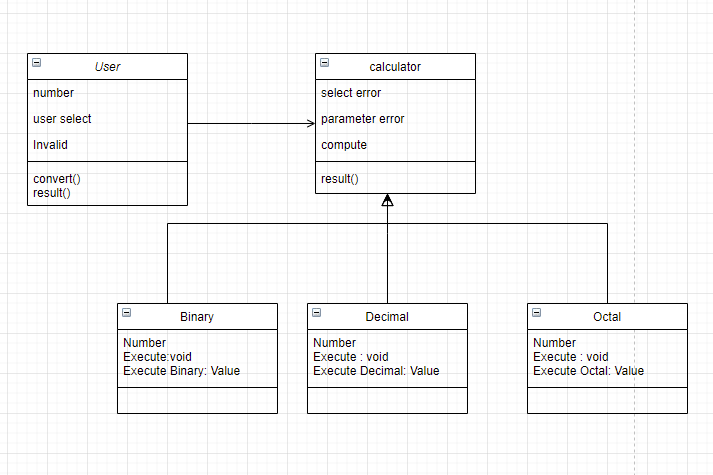 User
number
user select
Invalid
convert()
result()
calculator
select error
parameter error
compute
result()
Binary
Number
Execute:void
Execute Binary: Value
Decimal
Number
Execute : void
Execute Decimal: Value
Octal
Number
Execute : void
Execute Octal: Value